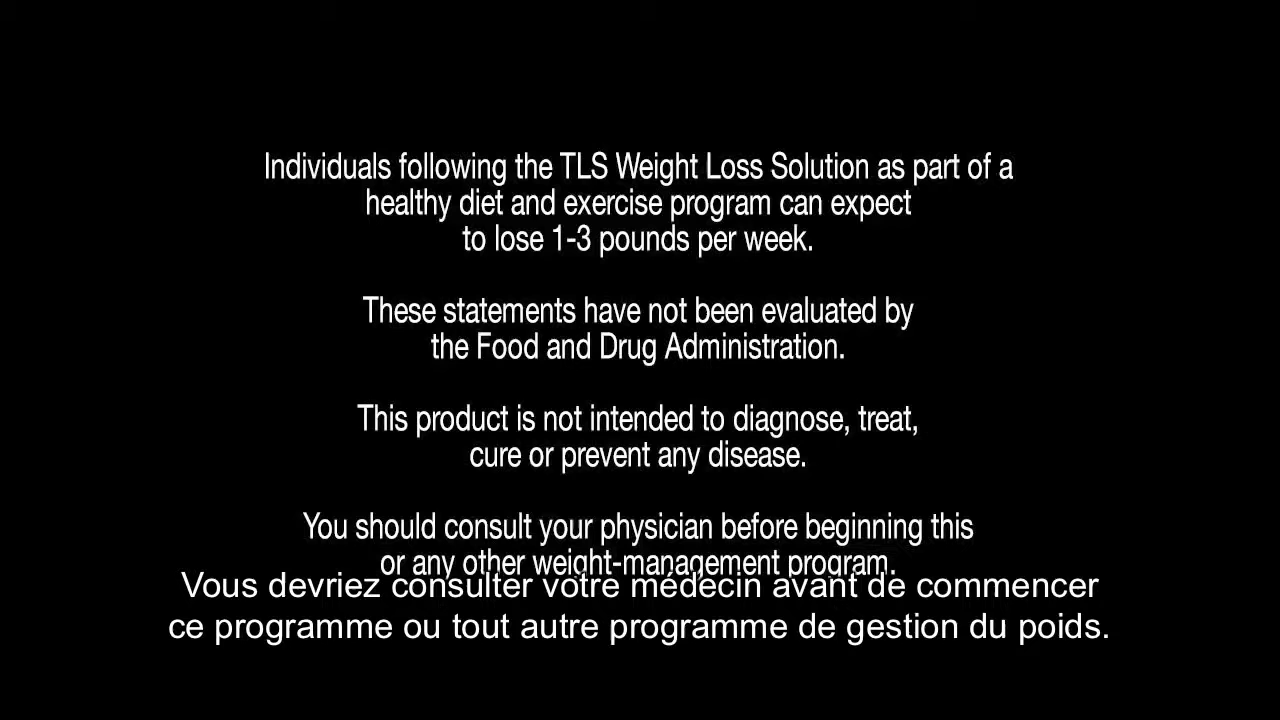 Individuals following the TLS Weight Loss Solution as part of a
healthy diet and exercise program can expect
to lose 1-3 pounds per week.
These statements have not been evaluated by
the Food and Drug Administration.
This product is not intended to diagnose, treat,
cure or prevent any disease.
You should consult your physician before beginning this
or any other weight-management program.
Vous devriez consulter votre médecin avant de commencer
ce programme ou tout autre programme de gestion du poids.